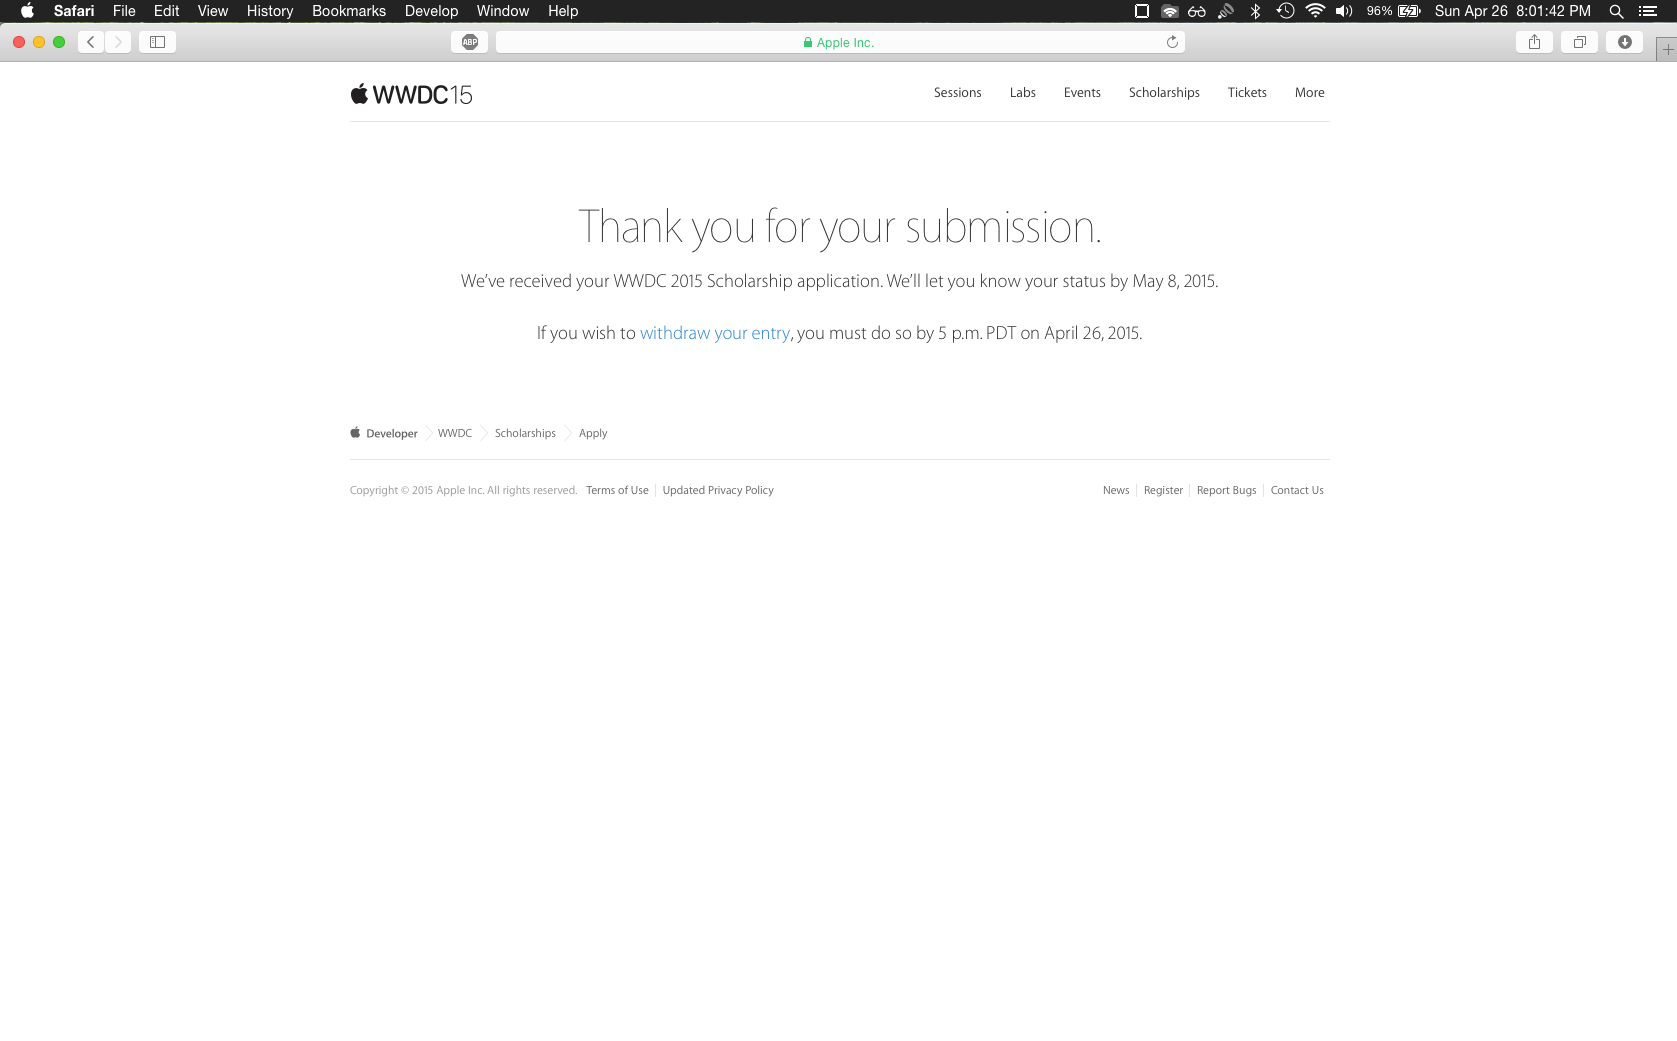 Safari File Edit View History Bookmarks Develop Window Help 96% Sun Apr 26 8:01:42 PM
ABP Apple Inc.
WWDC15 Sessions Labs Events Scholarships Tickets More
Thank you for your submission.
We've received your WWDC 2015 Scholarship application. We'll let you know your status by May 8, 2015.
If you wish to withdraw your entry, you must do so by 5 p.m. PDT on April 26, 2015.
Developer WWDC Scholarships Apply
Copyright © 2015 Apple Inc. All rights reserved. Terms of Use Updated Privacy Policy News Register Report Bugs Contact Us